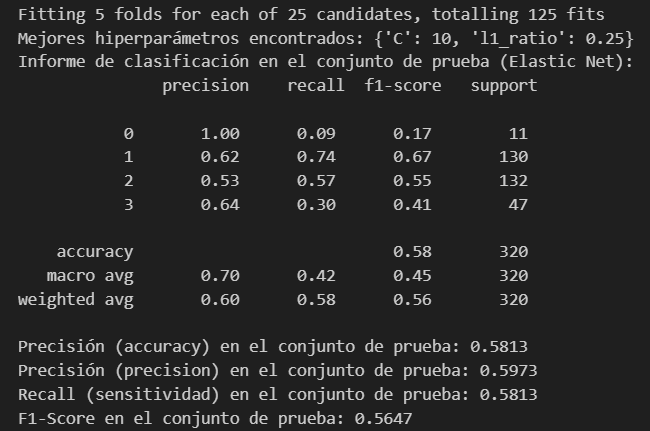 Fitting 5 folds for each of 25 candidates, totalling 125 fits
Mejores hiperparámetros encontrados: {'C': 10, 'l1_ratio': 0.25}
Informe de clasificación en el conjunto de prueba (Elastic Net):
precision recall f1-score support
0 1.00 0.09 0.17 11
1 0.62 0.74 0.67 130
2 0.53 0.57 0.55 132
3 0.64 0.30 0.41 47
accuracy 0.58 320
macro avg 0.70 0.42 0.45 320
weighted avg 0.60 0.58 0.56 320
Precisión (accuracy) en el conjunto de prueba: 0.5813
Precisión (precision) en el conjunto de prueba: 0.5973
Recall (sensitividad) en el conjunto de prueba: 0.5813
F1-Score en el conjunto de prueba: 0.5647